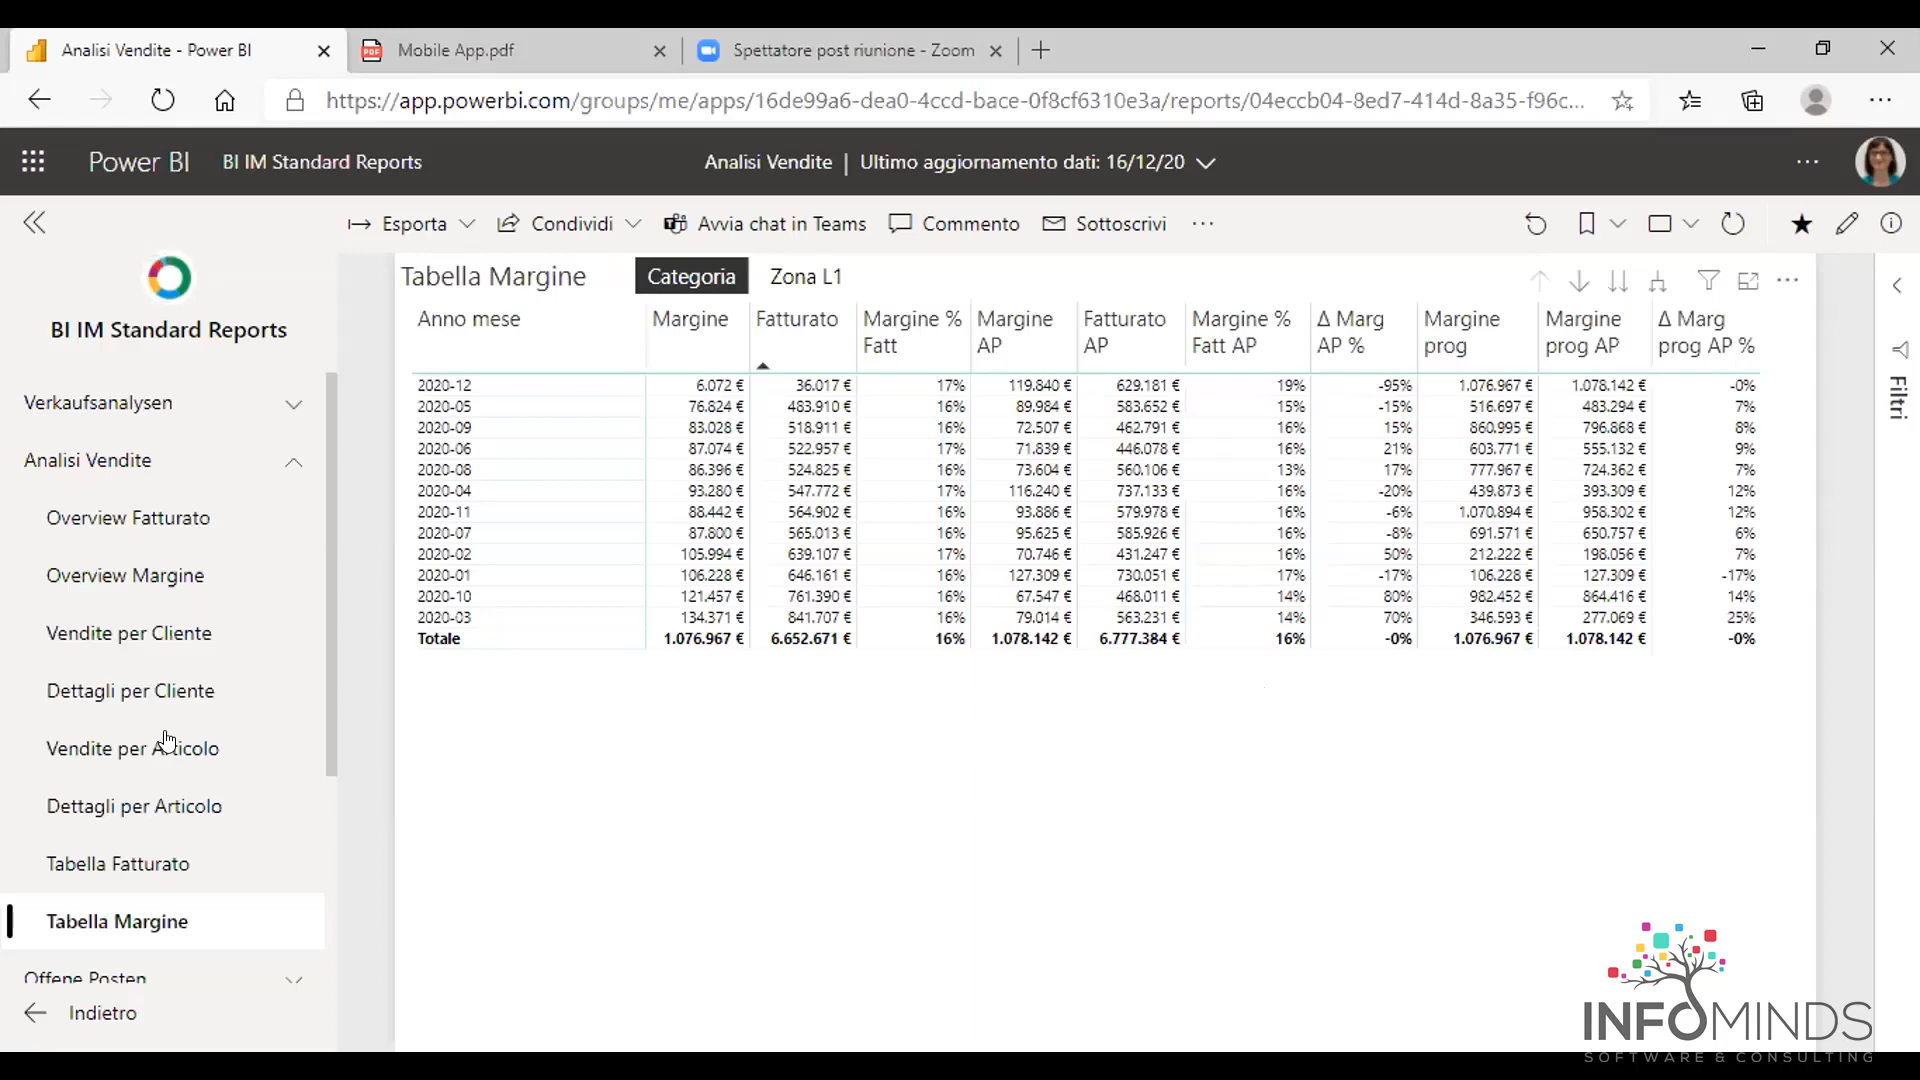 Analisi Vendite - Power BI
Mobile App.pdf
Spettatore post riunione - Zoom
https://app.powerbi.com/groups/me/apps/16de99a6-dea0-4ccd-bace-0f8cf6310e3a/reports/04eccb04-8ed7-414d-8a35-f96c...
Power BI BI IM Standard Reports Analisi Vendite | Ultimo aggiornamento dati: 16/12/20
Esporta Condividi Avvia chat in Teams Commento Sottoscrivi
BI IM Standard Reports
Verkaufsanalysen
Analisi Vendite
Overview Fatturato
Overview Margine
Vendite per Cliente
Dettagli per Cliente
Vendite per Articolo
Dettagli per Articolo
Tabella Fatturato
Tabella Margine
Offene Posten
Indietro
Tabella Margine Categoria Zona L1
Anno mese Margine Fatturato Margine % Fatt Margine AP Fatturato AP Margine % Fatt AP Δ Marg AP % Margine prog Margine prog AP Δ Marg prog AP %
2020-12 6.072 € 36.017 € 17% 119.840 € 629.181 € 19% -95% 1.076.967 € 1.078.142 € -0%
2020-05 76.824 € 483.910 € 16% 89.984 € 583.652 € 15% -15% 516.697 € 483.294 € 7%
2020-09 83.028 € 518.911 € 16% 72.507 € 462.791 € 16% 15% 860.995 € 796.868 € 8%
2020-06 87.074 € 522.957 € 17% 71.839 € 446.078 € 16% 21% 603.771 € 555.132 € 9%
2020-08 86.396 € 524.825 € 16% 73.604 € 560.106 € 13% 17% 777.967 € 724.362 € 7%
2020-04 93.280 € 547.772 € 17% 116.240 € 737.133 € 16% -20% 439.873 € 393.309 € 12%
2020-11 88.442 € 564.902 € 16% 93.886 € 579.978 € 16% -6% 1.070.894 € 958.302 € 12%
2020-07 87.800 € 565.013 € 16% 95.625 € 585.926 € 16% -8% 691.571 € 650.757 € 6%
2020-02 105.994 € 639.107 € 17% 70.746 € 431.247 € 16% 50% 212.222 € 198.056 € 7%
2020-01 106.228 € 646.161 € 16% 127.309 € 730.051 € 17% -17% 106.228 € 127.309 € -17%
2020-10 121.457 € 761.390 € 16% 67.547 € 468.011 € 14% 80% 982.452 € 864.416 € 14%
2020-03 134.371 € 841.707 € 16% 79.014 € 563.231 € 14% 70% 346.593 € 277.069 € 25%
Totale 1.076.967 € 6.652.671 € 16% 1.078.142 € 6.777.384 € 16% -0% 1.076.967 € 1.078.142 € -0%
Filtri
INFOMINDS
SOFTWARE & CONSULTING